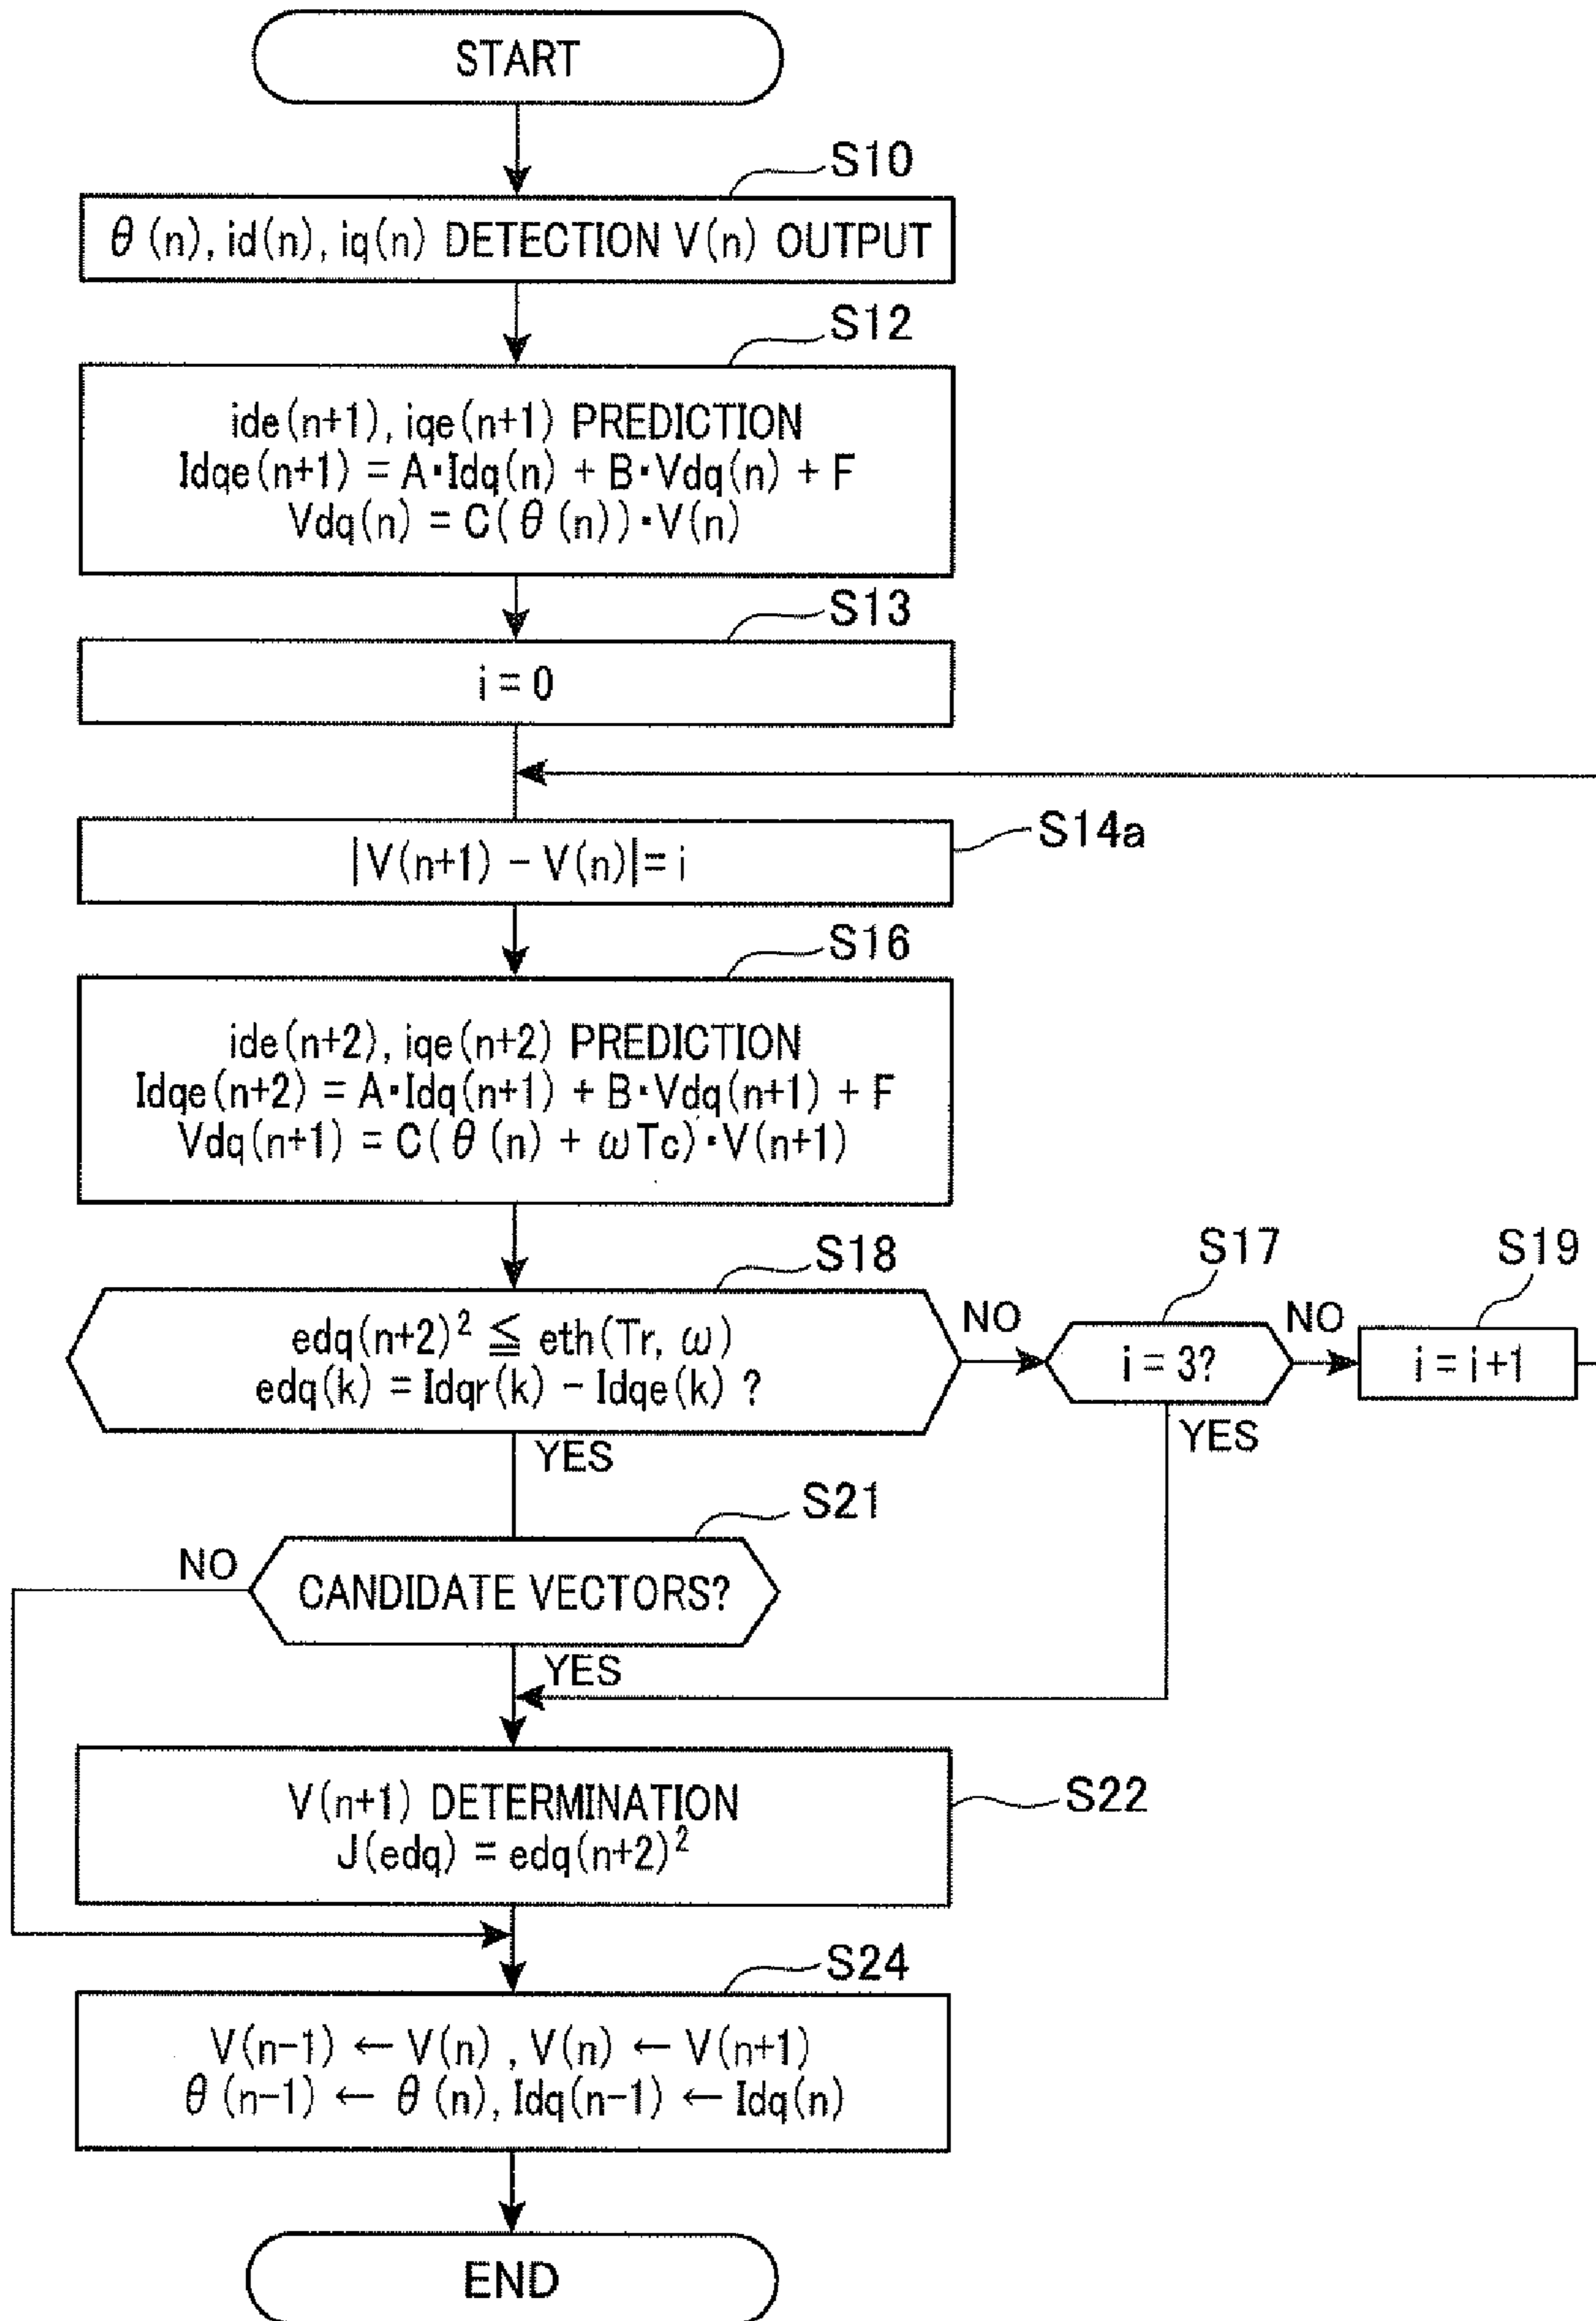 START
S10
θ(n), id(n), iq(n) DETECTION V(n) OUTPUT
S12
ide(n+1), iqe(n+1) PREDICTION
Idqe(n+1) = A·Idq(n) + B·Vdq(n) + F
Vdq(n) = C(θ(n))·V(n)
S13
i = 0
S14a
|V(n+1) - V(n)| = i
S16
ide(n+2), iqe(n+2) PREDICTION
Idqe(n+2) = A·Idq(n+1) + B·Vdq(n+1) + F
Vdq(n+1) = C(θ(n) + ωTc)·V(n+1)
S18
edq(n+2)² ≦ eth(Tr, ω)
edq(k) = Idqr(k) - Idqe(k) ?
NO
YES
S17
i = 3?
NO
YES
S19
i = i+1
S21
CANDIDATE VECTORS?
NO
YES
S22
V(n+1) DETERMINATION
J(edq) = edq(n+2)²
S24
V(n-1) ← V(n), V(n) ← V(n+1)
θ(n-1) ← θ(n), Idq(n-1) ← Idq(n)
END